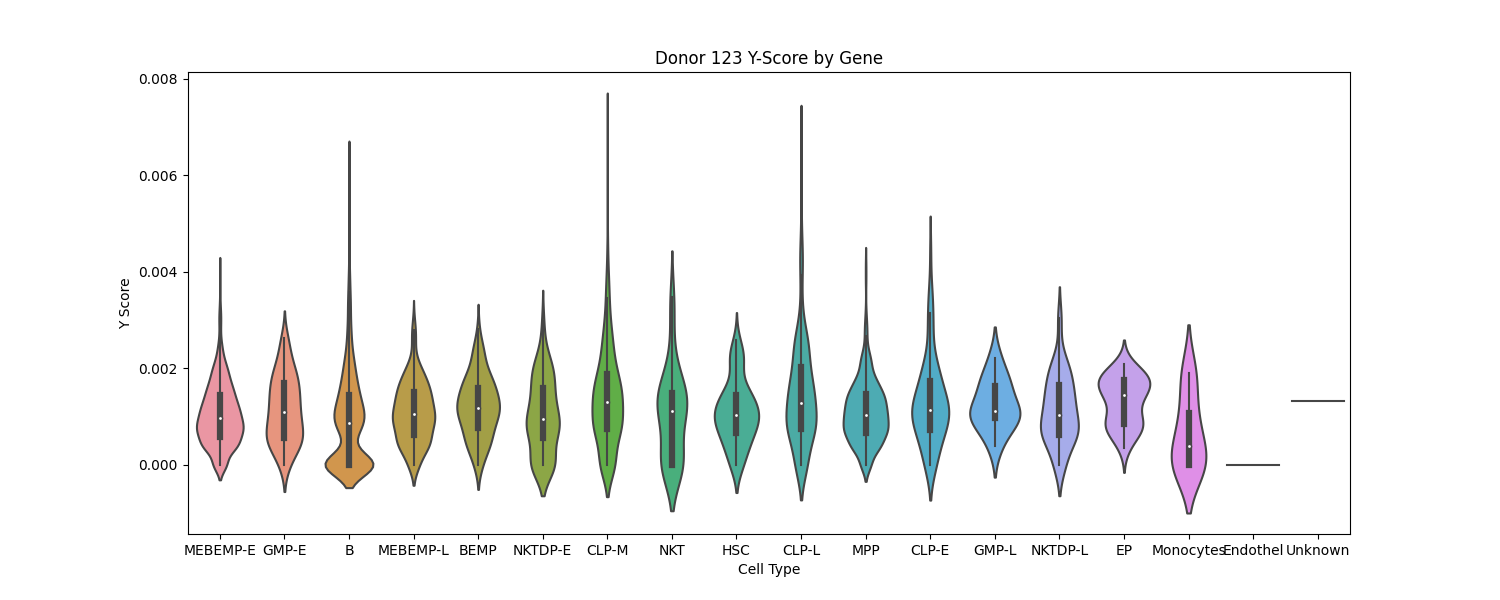 Donor 123 Y-Score by Gene
0.008
0.006
0.004
0.002
0.000
Y Score
MEBEMP-E GMP-E B MEBEMP-L BEMP NKTDP-E CLP-M NKT HSC CLP-L MPP CLP-E GMP-L NKTDP-L EP Monocytes Endothel Unknown
Cell Type